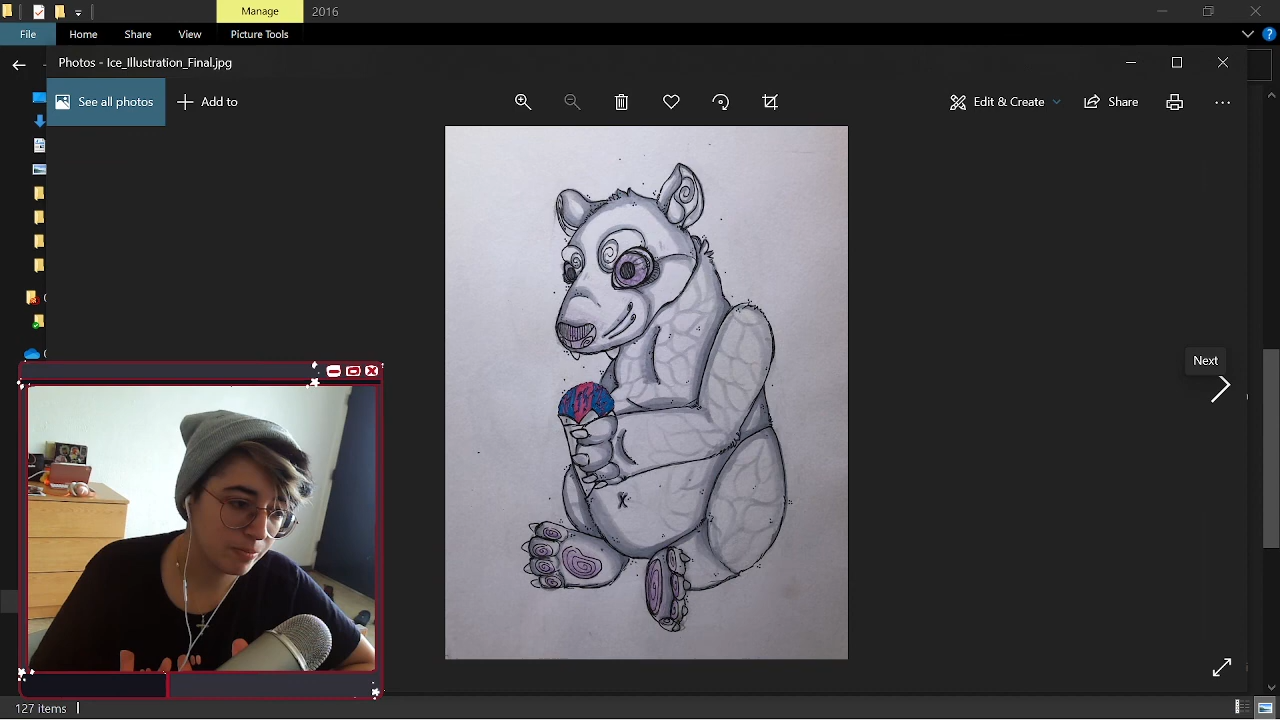 Manage 2016
File Home Share View Picture Tools
Photos - Ice_Illustration_Final.jpg
See all photos Add to Edit & Create Share
Next
127 items